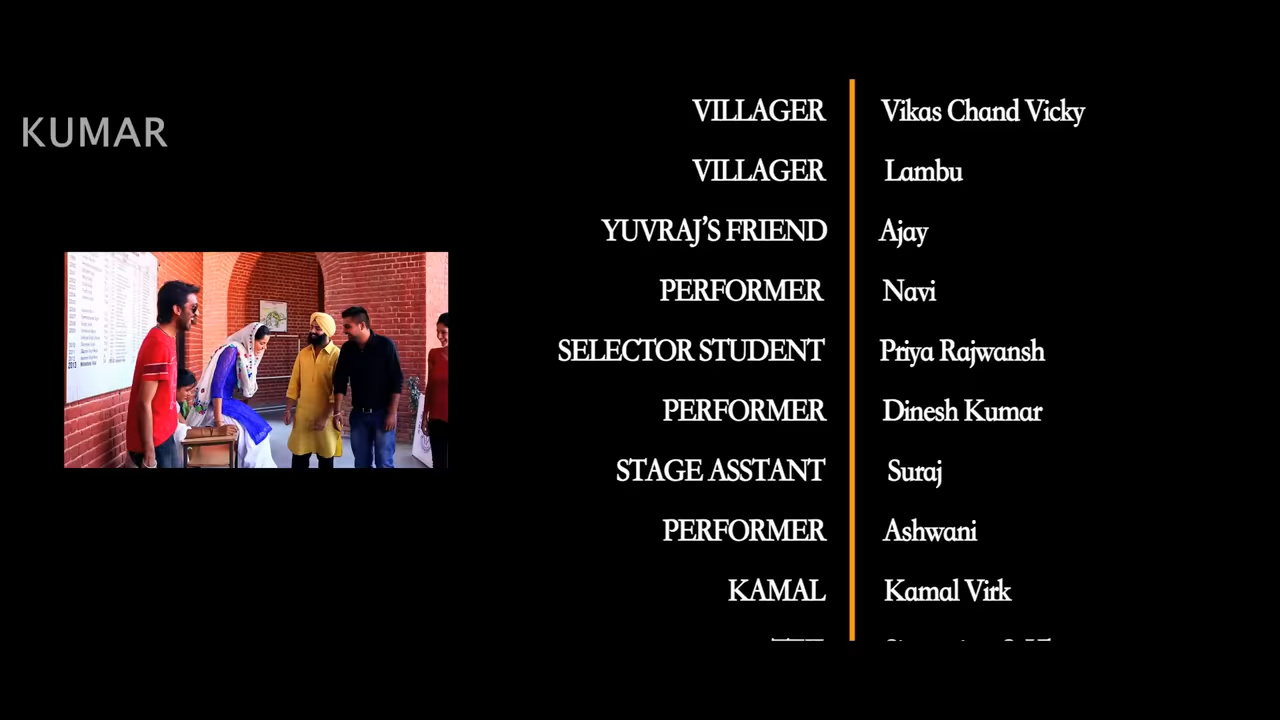 KUMAR
VILLAGER Vikas Chand Vicky
VILLAGER Lambu
YUVRAJ'S FRIEND Ajay
PERFORMER Navi
SELECTOR STUDENT Priya Rajwansh
PERFORMER Dinesh Kumar
STAGE ASSTANT Suraj
PERFORMER Ashwani
KAMAL Kamal Virk